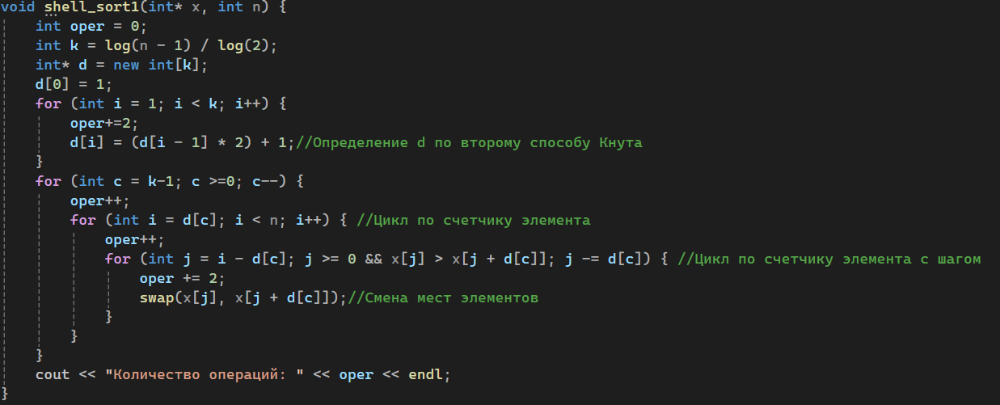 void shell_sort1(int* x, int n) {
    int oper = 0;
    int k = log(n - 1) / log(2);
    int* d = new int[k];
    d[0] = 1;
    for (int i = 1; i < k; i++) {
        oper+=2;
        d[i] = (d[i - 1] * 2) + 1;//Определение d по второму способу Кнута
    }
    for (int c = k-1; c >=0; c--) {
        oper++;
        for (int i = d[c]; i < n; i++) { //Цикл по счетчику элемента
            oper++;
            for (int j = i - d[c]; j >= 0 && x[j] > x[j + d[c]]; j -= d[c]) { //Цикл по счетчику элемента с шагом
                oper += 2;
                swap(x[j], x[j + d[c]]);//Смена мест элементов
            }
        }
    }
    cout << "Количество операций: " << oper << endl;
}